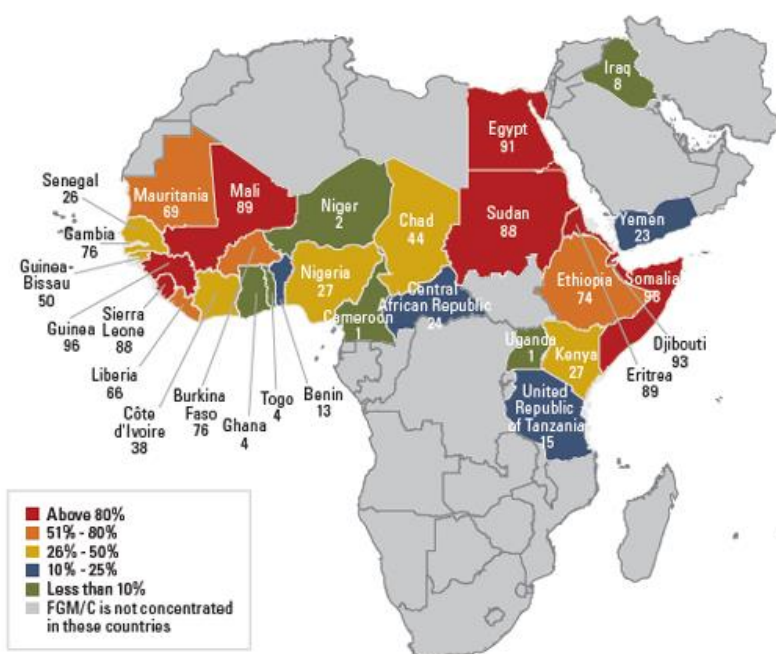 Iraq
8
Egypt
91
Mauritania
69
Mali
89
Niger
2
Chad
44
Sudan
88
Yemen
23
Senegal
26
Gambia
76
Guinea-
Bissau
50
Guinea
96
Sierra
Leone
88
Liberia
66
Côte
d'Ivoire
38
Burkina
Faso
76
Ghana
4
Togo
4
Benin
13
Nigeria
27
Cameroon
1
Central
African Republic
24
Ethiopia
74
Somalia
98
Djibouti
93
Eritrea
89
Uganda
1
Kenya
27
United
Republic
of Tanzania
15
Above 80%
51% - 80%
26% - 50%
10% - 25%
Less than 10%
FGM/C is not concentrated
in these countries